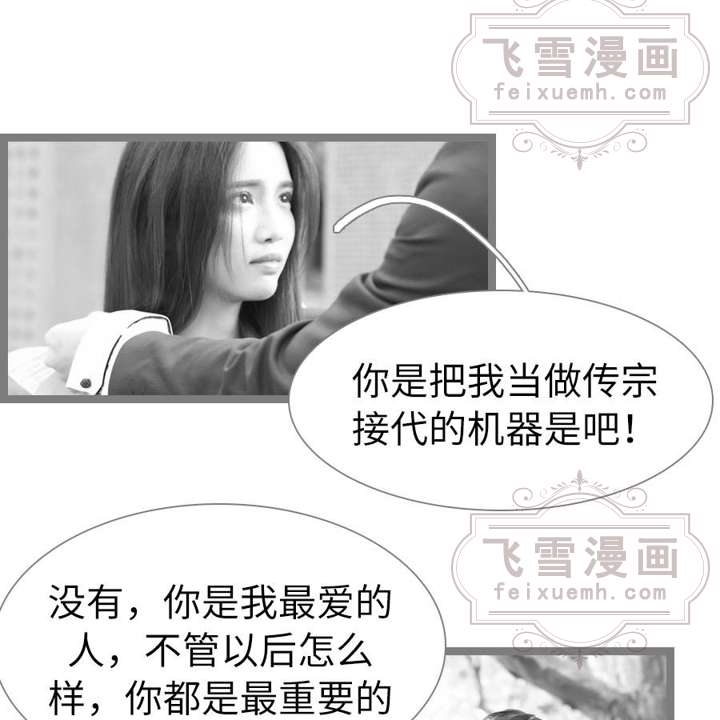 飞雪漫画
feixuemh.com
你是把我当做传宗
接代的机器是吧！
飞雪漫画
feixuemh.com
没有，你是我最爱的
人，不管以后怎么
样，你都是最重要的